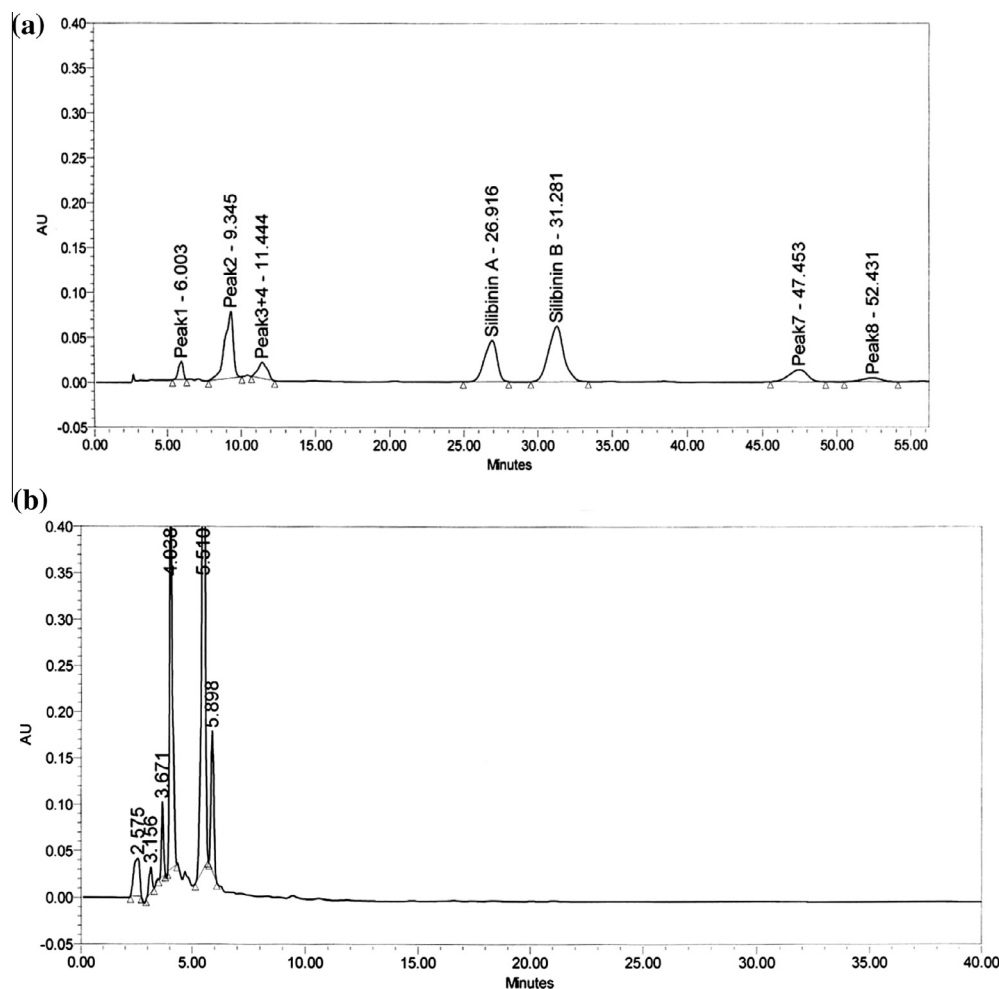 (a)
0.40
0.35
0.30
0.25
0.20
0.15
0.10
0.05
0.00
-0.05
AU
Peak1 - 6.003
Peak2 - 9.345
Peak3+4 - 11.444
Silibinin A - 26.916
Silibinin B - 31.281
Peak7 - 47.453
Peak8 - 52.431
0.00 5.00 10.00 15.00 20.00 25.00 30.00 35.00 40.00 45.00 50.00 55.00
Minutes
(b)
0.40
0.35
0.30
0.25
0.20
0.15
0.10
0.05
0.00
-0.05
AU
2.575
3.156
3.671
4.038
5.510
5.898
0.00 5.00 10.00 15.00 20.00 25.00 30.00 35.00 40.00
Minutes